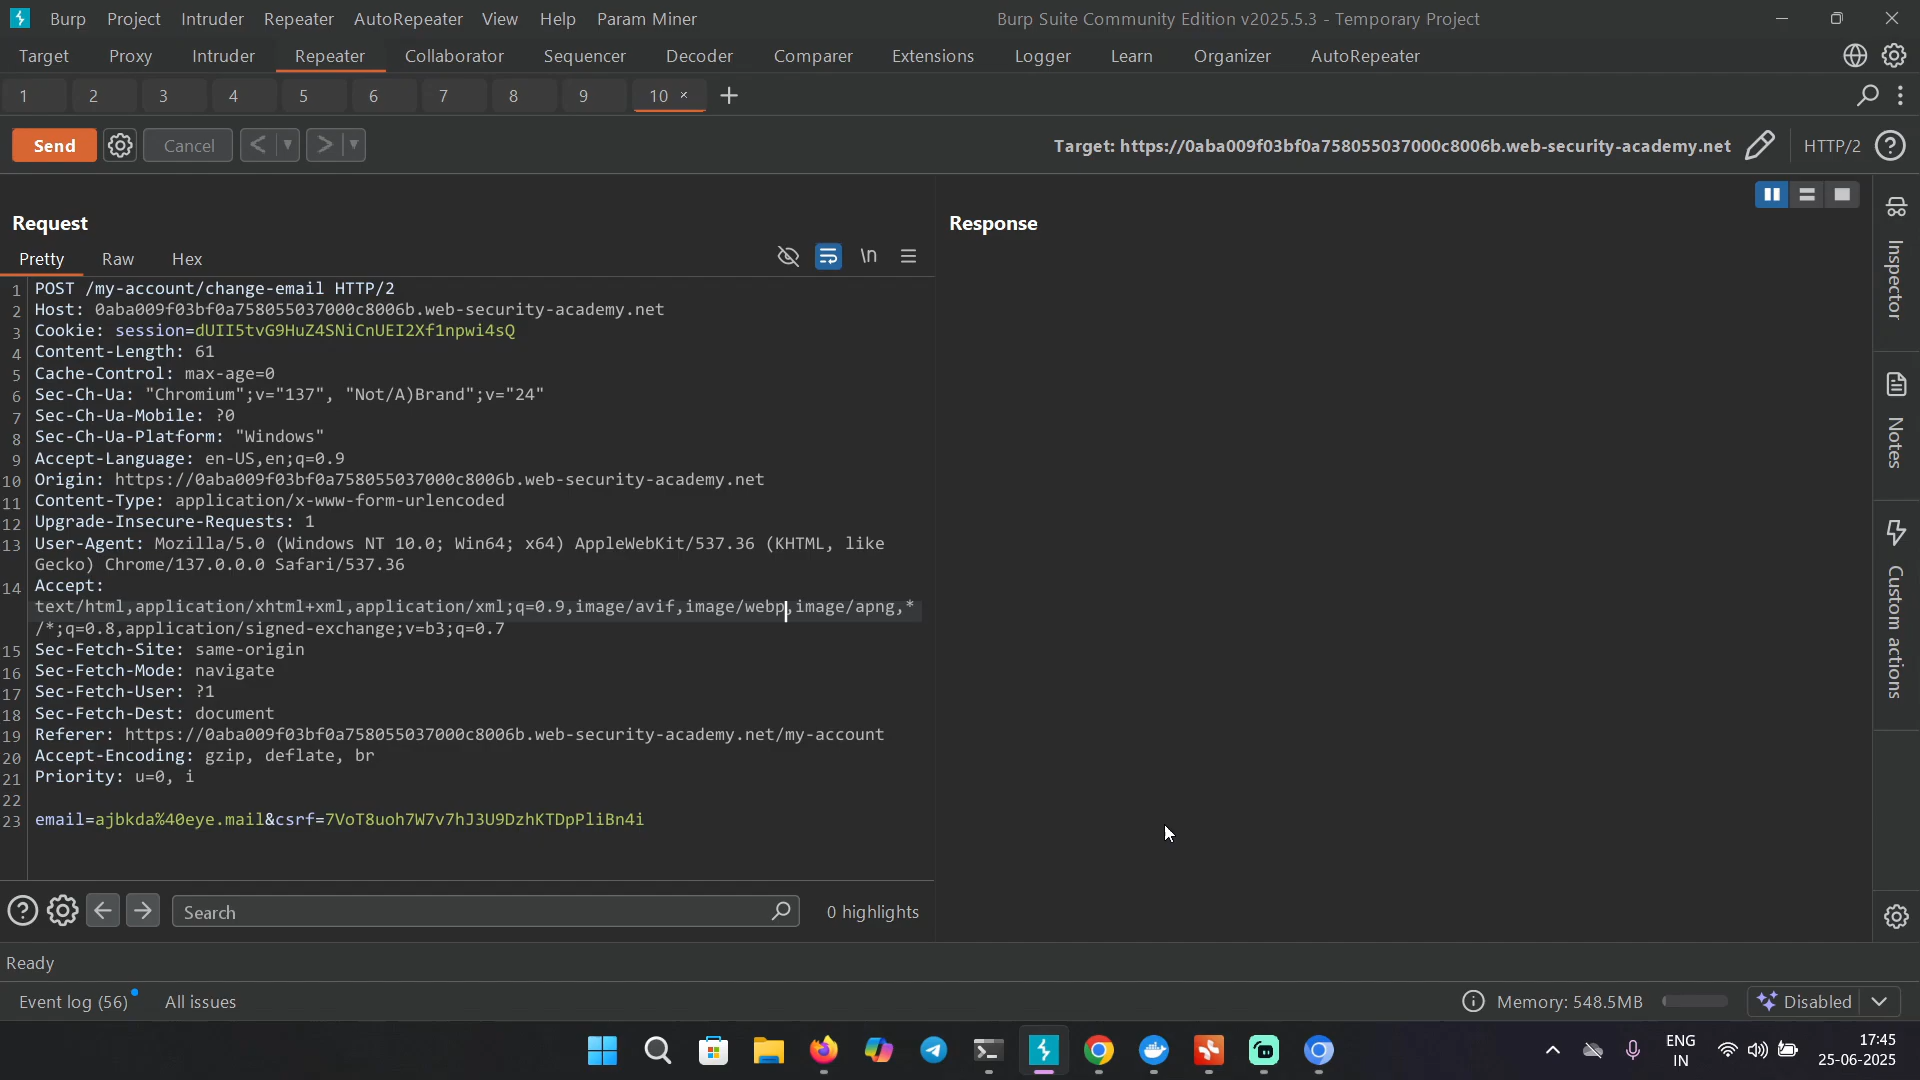 Burp Project Intruder Repeater AutoRepeater View Help Param Miner Burp Suite Community Edition v2025.5.3 - Temporary Project
Target Proxy Intruder Repeater Collaborator Sequencer Decoder Comparer Extensions Logger Learn Organizer AutoRepeater
1 2 3 4 5 6 7 8 9 10 × +
Send Cancel < > Target: https://0aba009f03bf0a758055037000c8006b.web-security-academy.net HTTP/2
Request
Pretty Raw Hex \n
1 POST /my-account/change-email HTTP/2
2 Host: 0aba009f03bf0a758055037000c8006b.web-security-academy.net
3 Cookie: session=dUII5tvG9HuZ4SNiCnUEI2Xf1npwi4sQ
4 Content-Length: 61
5 Cache-Control: max-age=0
6 Sec-Ch-Ua: "Chromium";v="137", "Not/A)Brand";v="24"
7 Sec-Ch-Ua-Mobile: ?0
8 Sec-Ch-Ua-Platform: "Windows"
9 Accept-Language: en-US,en;q=0.9
10 Origin: https://0aba009f03bf0a758055037000c8006b.web-security-academy.net
11 Content-Type: application/x-www-form-urlencoded
12 Upgrade-Insecure-Requests: 1
13 User-Agent: Mozilla/5.0 (Windows NT 10.0; Win64; x64) AppleWebKit/537.36 (KHTML, like
Gecko) Chrome/137.0.0.0 Safari/537.36
14 Accept:
text/html,application/xhtml+xml,application/xml;q=0.9,image/avif,image/webp,image/apng,*
/*;q=0.8,application/signed-exchange;v=b3;q=0.7
15 Sec-Fetch-Site: same-origin
16 Sec-Fetch-Mode: navigate
17 Sec-Fetch-User: ?1
18 Sec-Fetch-Dest: document
19 Referer: https://0aba009f03bf0a758055037000c8006b.web-security-academy.net/my-account
20 Accept-Encoding: gzip, deflate, br
21 Priority: u=0, i
22
23 email=ajbkda%40eye.mail&csrf=7VoT8uoh7W7v7hJ3U9DzhKTDpPliBn4i
Search 0 highlights
Response
Inspector
Notes
Custom actions
Ready
Event log (56) All issues Memory: 548.5MB Disabled
ENG
IN
17:45
25-06-2025